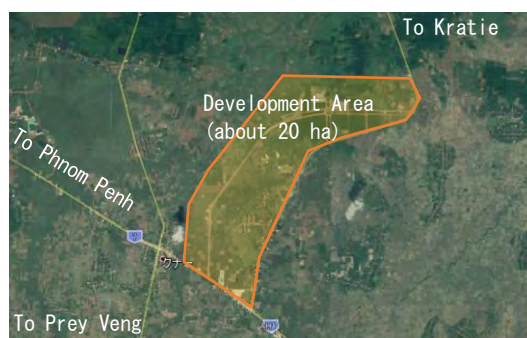 To Kratie
Development Area
(about 20 ha)
To Phnom Penh
To Prey Veng